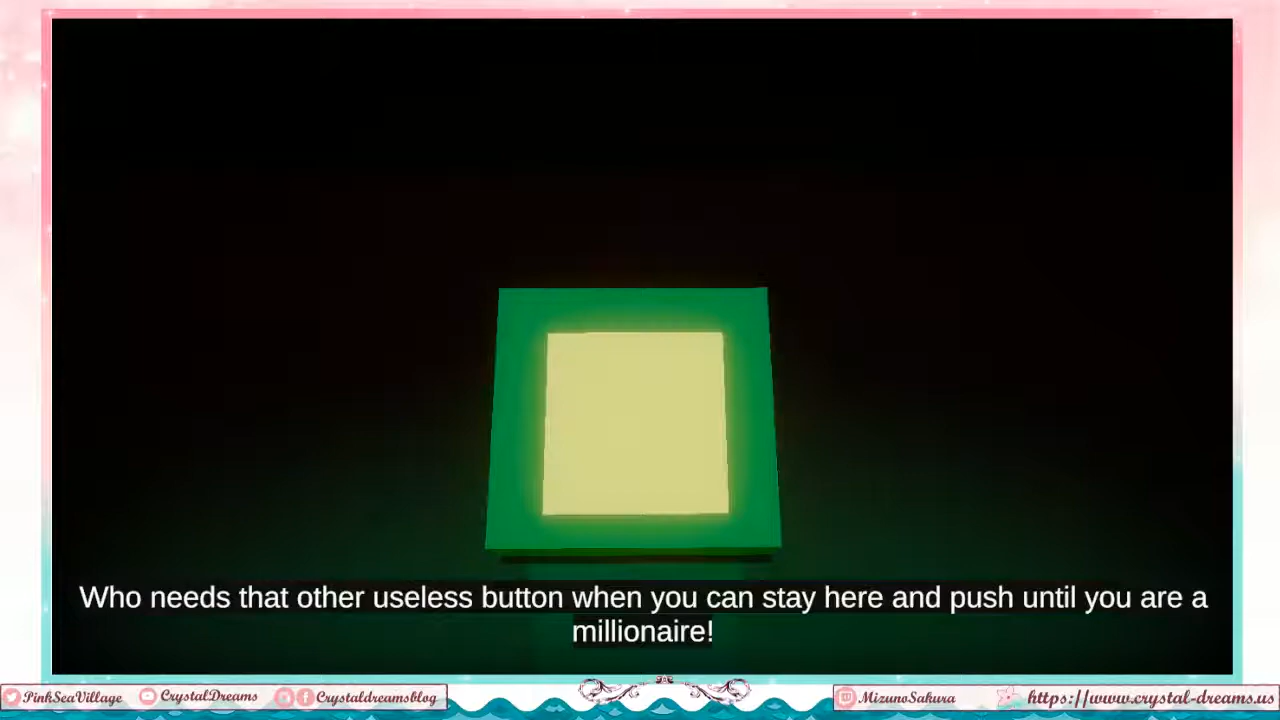 Who needs that other useless button when you can stay here and push until you are a
millionaire!
PinkSeaVillage
CrystalDreams
Crystaldreamsblog
MizunoSakura
https://www.crystal-dreams.us